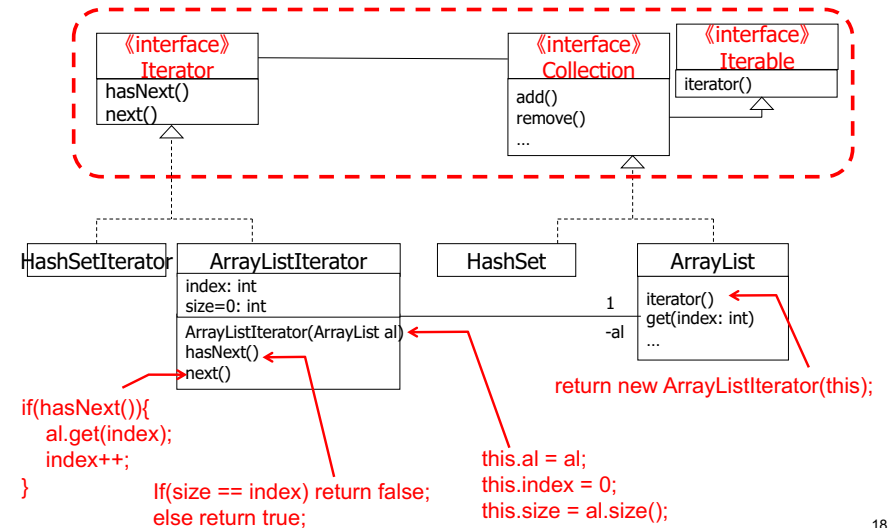 《interface》
Iterator
hasNext()
next()
《interface》
Collection
add()
remove()
...
《interface》
Iterable
iterator()
HashSetIterator
ArrayListIterator
index: int
size=0: int
ArrayListIterator(ArrayList al)
hasNext()
next()
HashSet
ArrayList
iterator()
get(index: int)
...
1
-al
return new ArrayListIterator(this);
if(hasNext()){
al.get(index);
index++;
}
If(size == index) return false;
else return true;
this.al = al;
this.index = 0;
this.size = al.size();
18